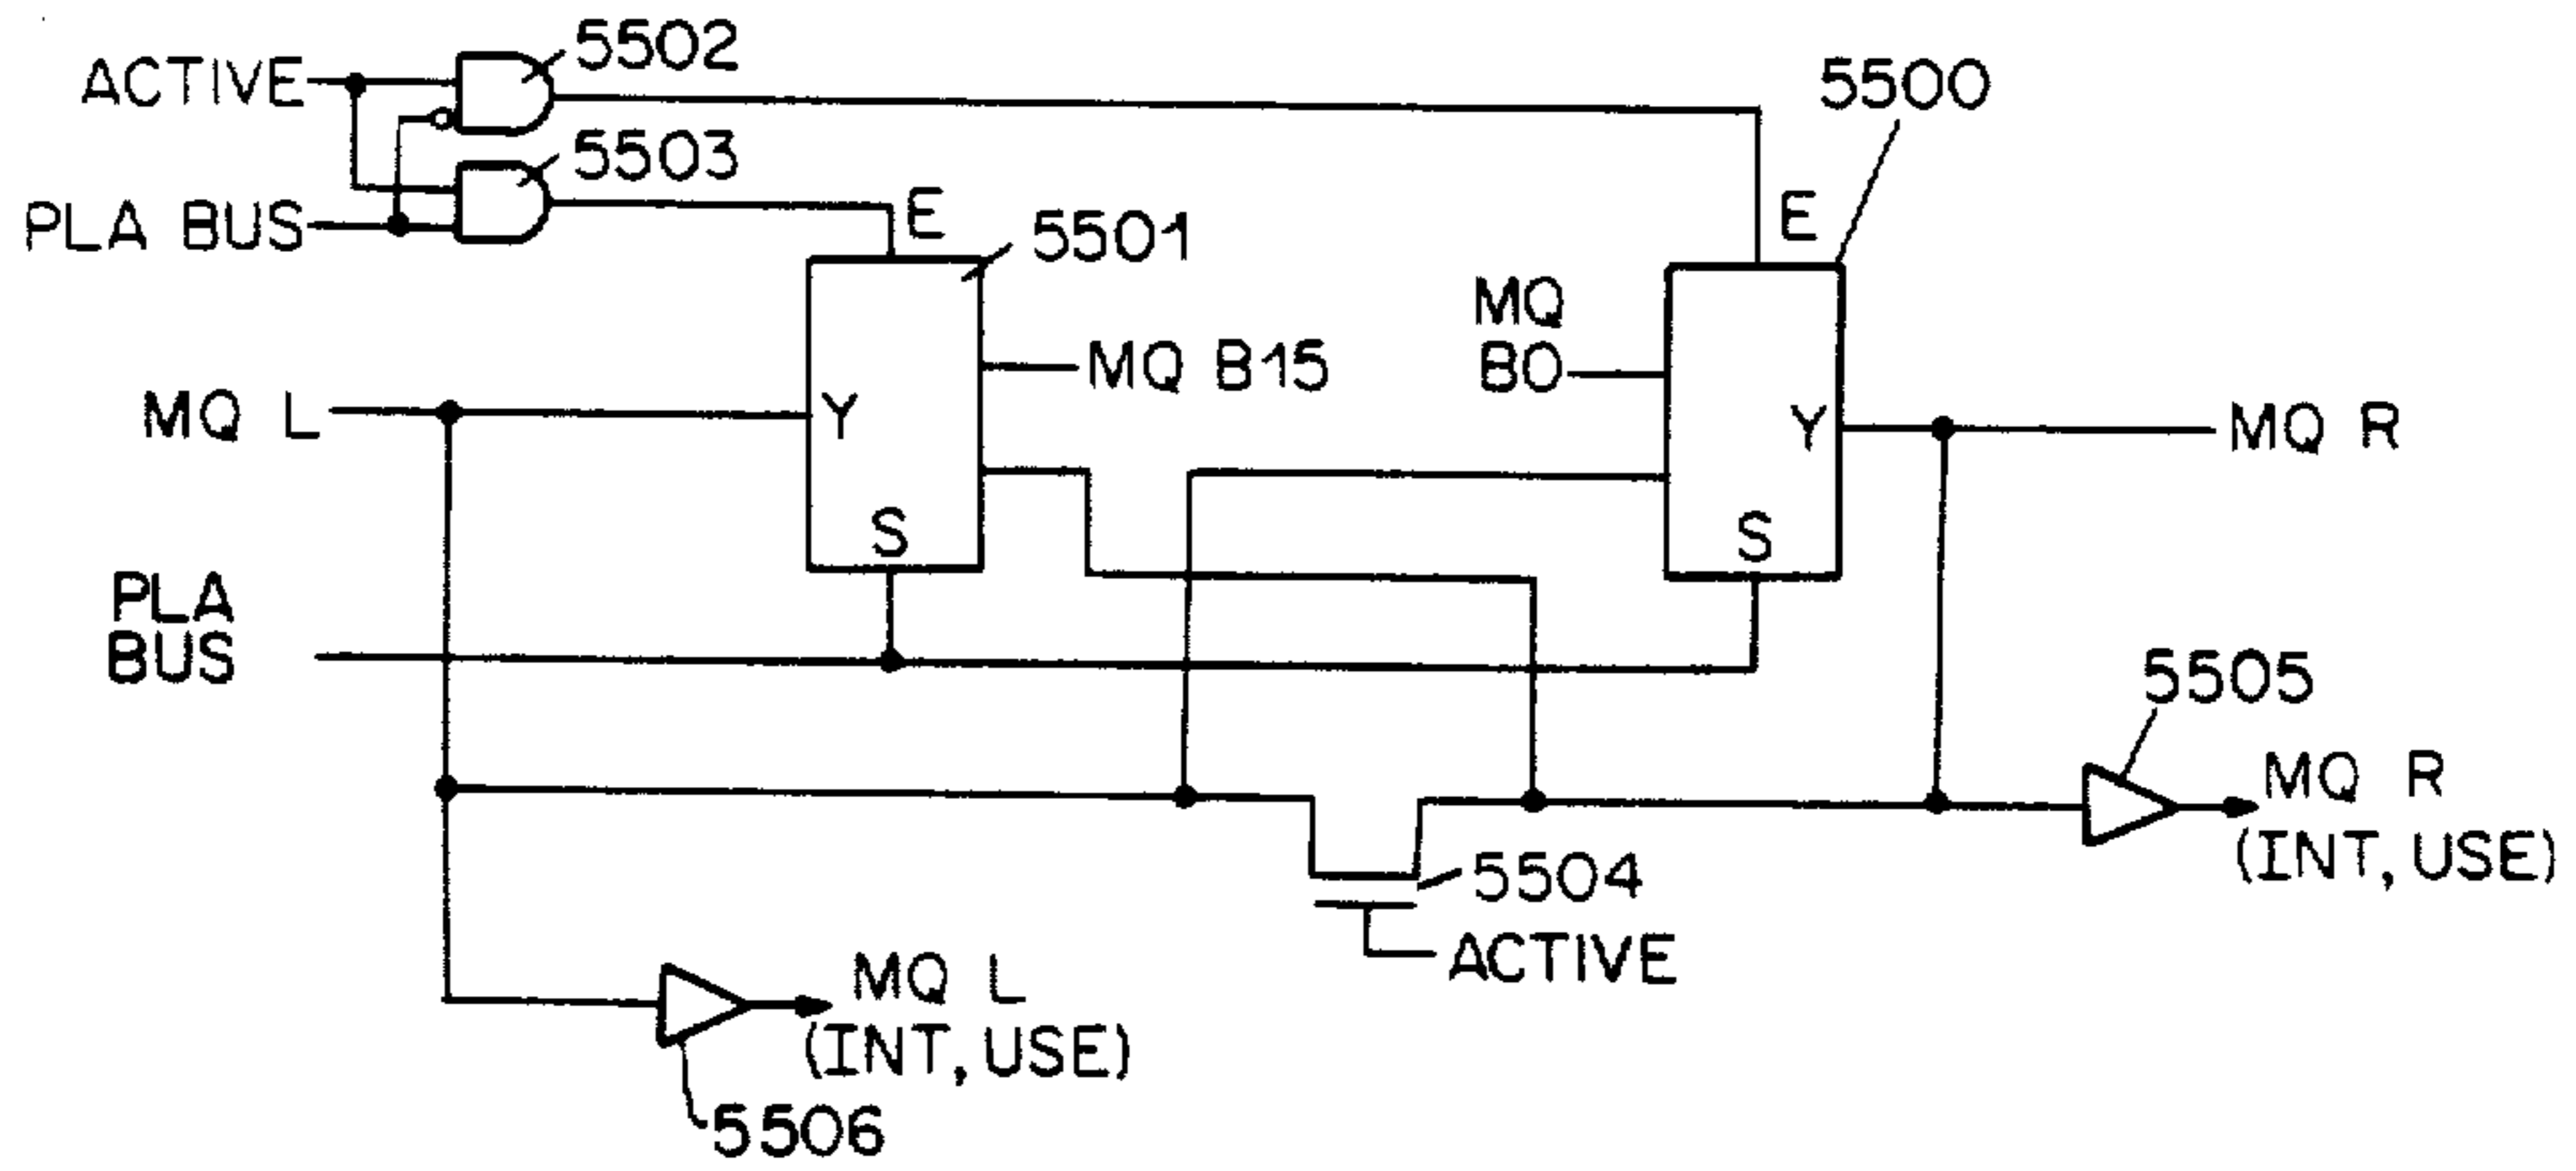 5502
ACTIVE
5500
5503
PLA BUS
E
5501
E
MQ
B0
MQ B15
MQ L
Y
Y
MQ R
S
S
PLA
BUS
5505
MQ R
(INT, USE)
5504
ACTIVE
MQ L
(INT, USE)
5506